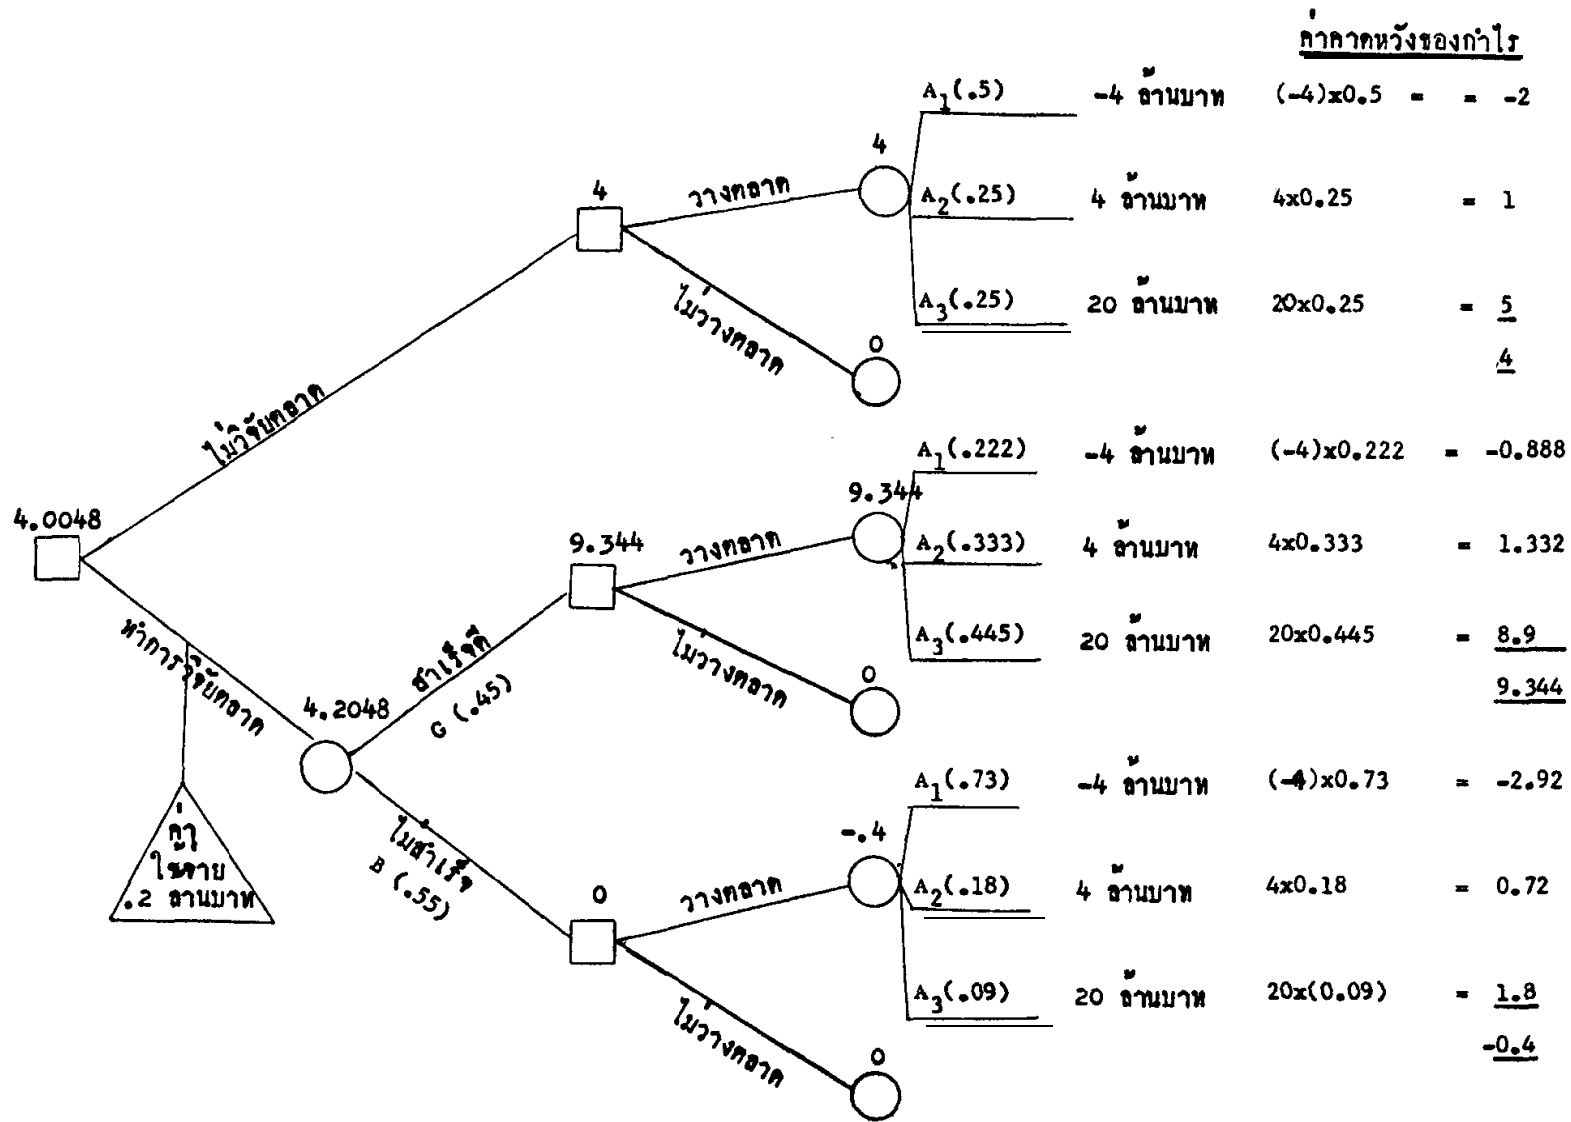 ค่าคาดหวังของกำไร
A1(.5) -4 ล้านบาท (-4)x0.5 = = -2
4
4
วางตลาด
A2(.25) 4 ล้านบาท 4x0.25 = 1
ไม่วางตลาด
A3(.25) 20 ล้านบาท 20x0.25 = 5
0
4
ไม่วิจัยตลาด
A1(.222) -4 ล้านบาท (-4)x0.222 = -0.888
9.344
4.0048
9.344
วางตลาด
A2(.333) 4 ล้านบาท 4x0.333 = 1.332
ทำการวิจัยตลาด
สำเร็จดี
G (.45)
ไม่วางตลาด
A3(.445) 20 ล้านบาท 20x0.445 = 8.9
0
9.344
4.2048
A1(.73) -4 ล้านบาท (-4)x0.73 = -2.92
-.4
ค่า
ใช้จ่าย
.2 ล้านบาท
ไม่สำเร็จ
B (.55)
0
วางตลาด
A2(.18) 4 ล้านบาท 4x0.18 = 0.72
ไม่วางตลาด
A3(.09) 20 ล้านบาท 20x(0.09) = 1.8
0
-0.4